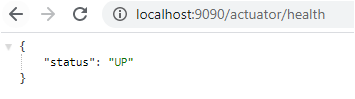 localhost:9090/actuator/health
{
"status": "UP"
}